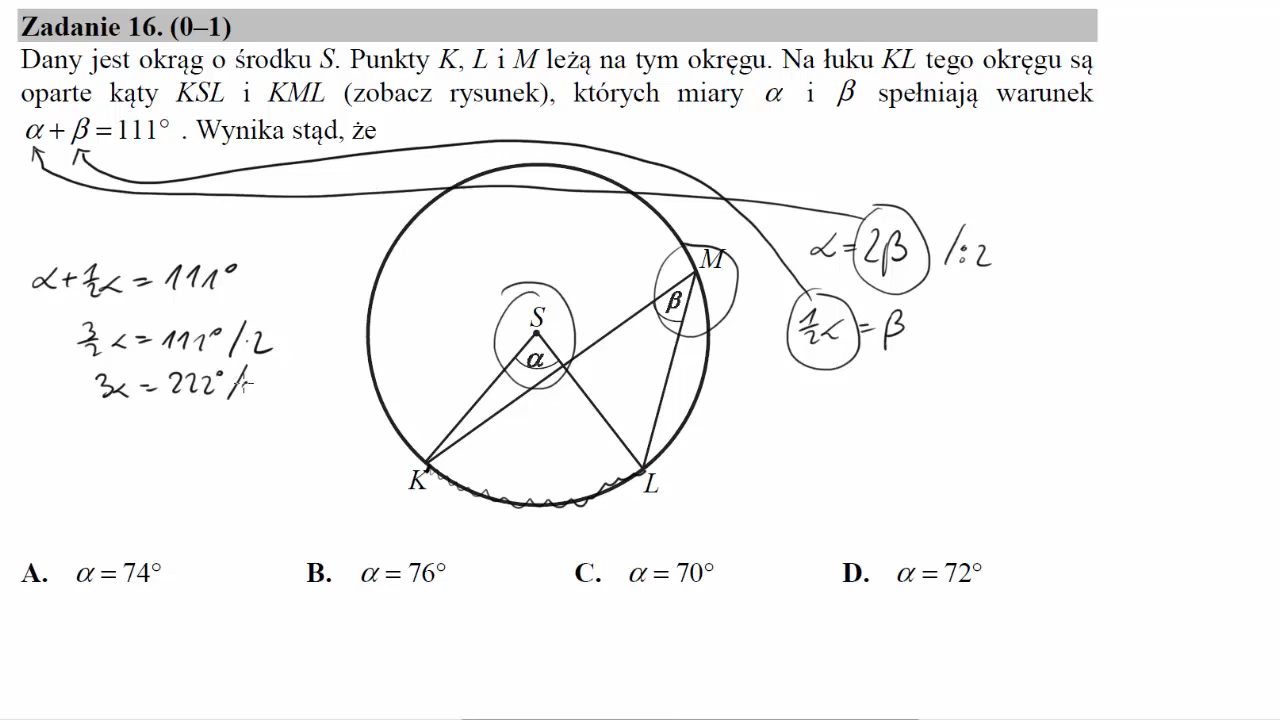 Zadanie 16. (0–1)
Dany jest okrąg o środku S. Punkty K, L i M leżą na tym okręgu. Na łuku KL tego okręgu są
oparte kąty KSL i KML (zobacz rysunek), których miary α i β spełniają warunek
α + β = 111° . Wynika stąd, że
M
α = 2β /:2
β
α + ½α = 111°
S
½α = β
3/2 α = 111° /·2
α
3α = 222° /
K
L
A. α = 74°
B. α = 76°
C. α = 70°
D. α = 72°